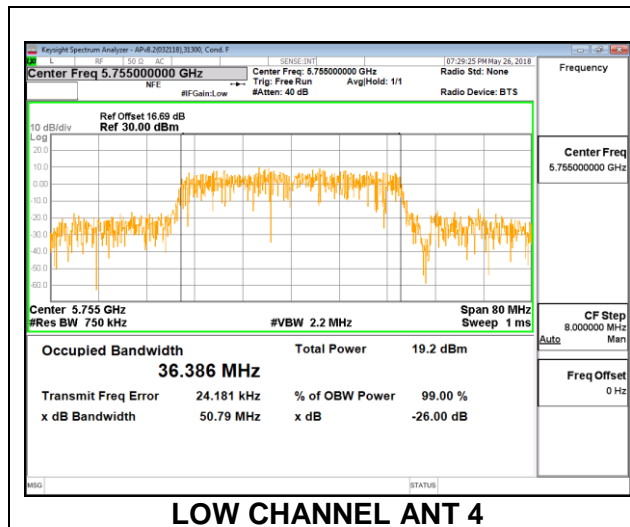 Keysight Spectrum Analyzer - APv8.2(032118),31300, Cond. F
L RF 50 Ω AC SENSE:INT 07:29:25 PM May 26, 2018
Center Freq 5.755000000 GHz Center Freq: 5.755000000 GHz Radio Std: None Frequency
NFE Trig: Free Run Avg|Hold: 1/1
#IFGain:Low #Atten: 40 dB Radio Device: BTS
Ref Offset 16.69 dB
10 dB/div Ref 30.00 dBm
Log
20.0
10.0
0.00
-10.0
-20.0
-30.0
-40.0
-50.0
-60.0
Center Freq
5.755000000 GHz
Center 5.755 GHz Span 80 MHz
#Res BW 750 kHz #VBW 2.2 MHz Sweep 1 ms
CF Step
8.000000 MHz
Auto Man
Occupied Bandwidth Total Power 19.2 dBm
36.386 MHz
Transmit Freq Error 24.181 kHz % of OBW Power 99.00 %
x dB Bandwidth 50.79 MHz x dB -26.00 dB
Freq Offset
0 Hz
MSG STATUS
LOW CHANNEL ANT 4